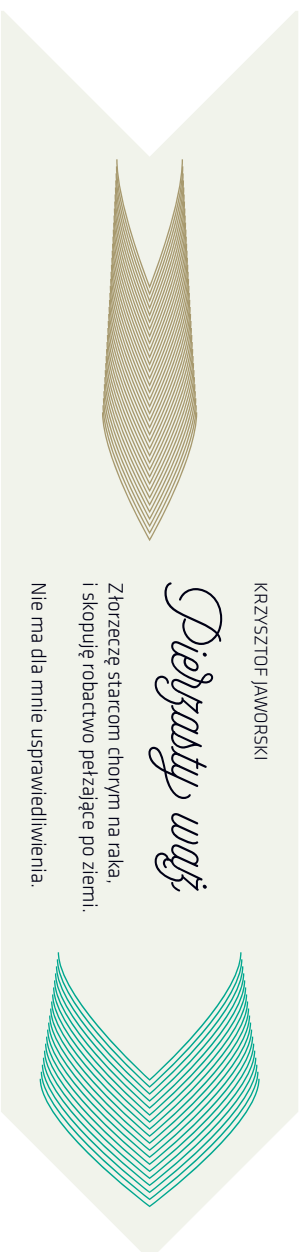 KRZYSZTOF JAWORSKI
Pierzasty wąż
Złorzeczę starcom chorym na raka,
i skopuję robactwo pełzające po ziemi.
Nie ma dla mnie usprawiedliwienia.